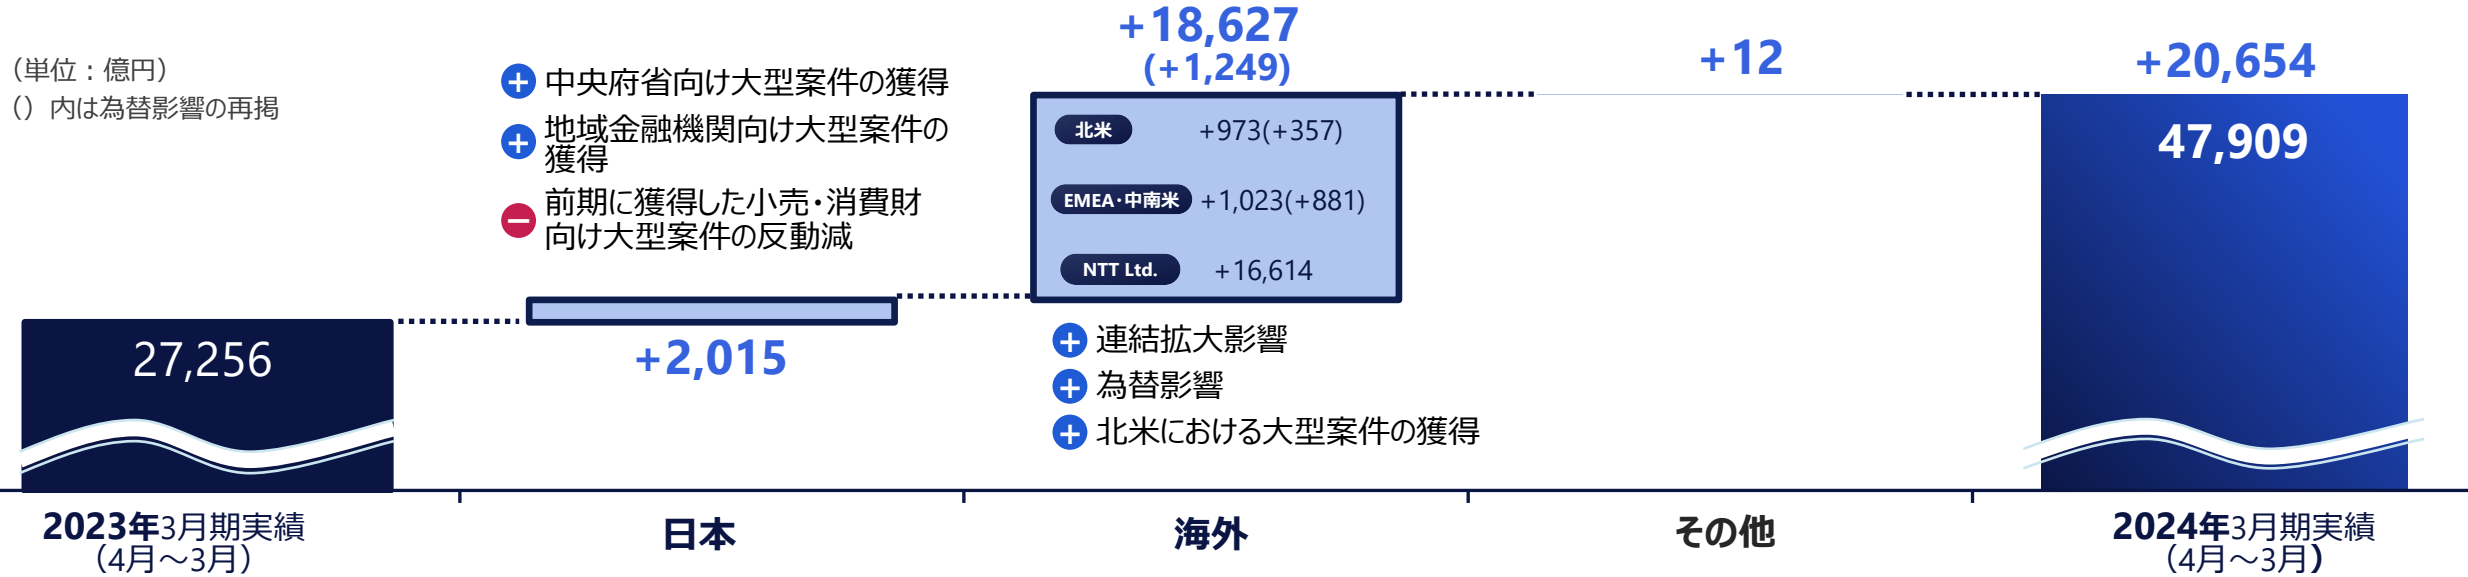 （単位：億円）
（）内は為替影響の再掲
27,256
2023年3月期実績
（4月～3月）
＋ 中央府省向け大型案件の獲得
＋ 地域金融機関向け大型案件の
獲得
− 前期に獲得した小売・消費財
向け大型案件の反動減
+2,015
日本
+18,627
(+1,249)
北米 +973(+357)
EMEA・中南米 +1,023(+881)
NTT Ltd. +16,614
＋ 連結拡大影響
＋ 為替影響
＋ 北米における大型案件の獲得
海外
+12
その他
+20,654
47,909
2024年3月期実績
（4月～3月）